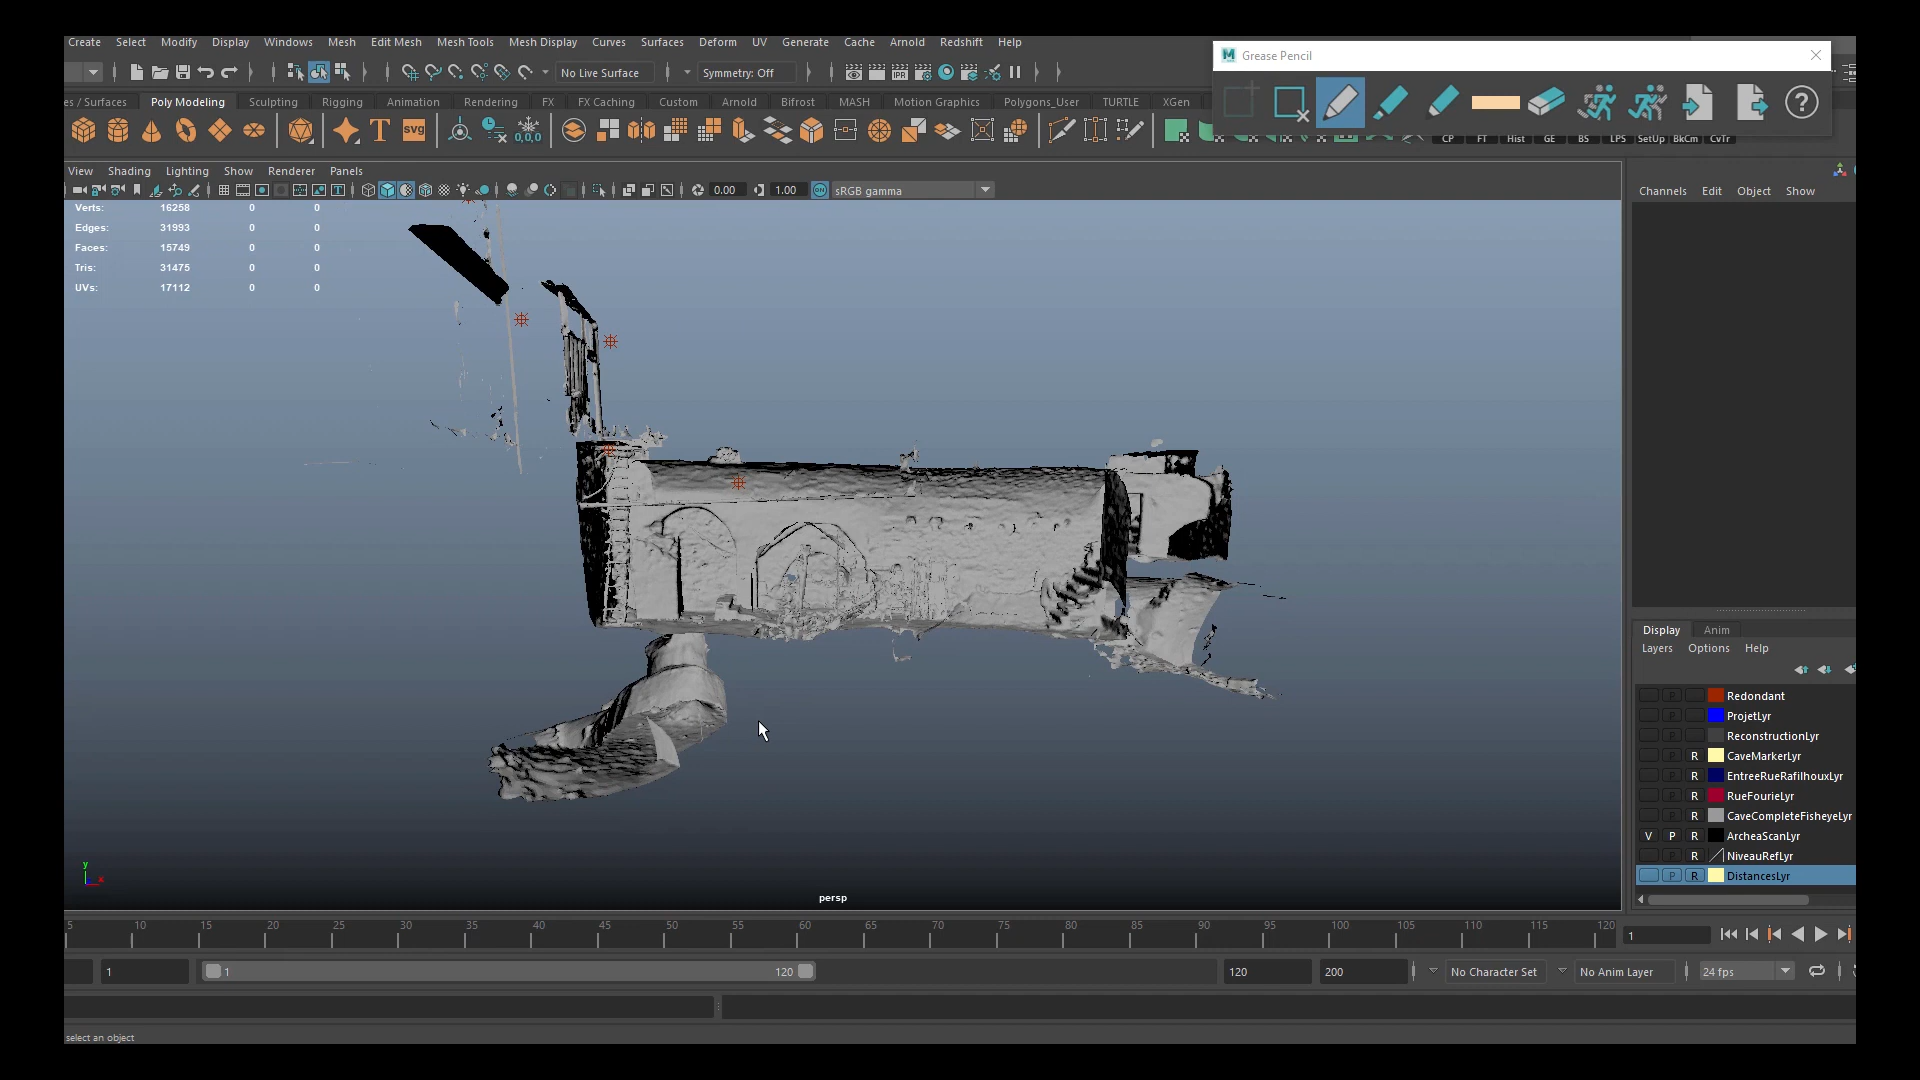 Create Select Modify Display Windows Mesh Edit Mesh Mesh Tools Mesh Display Curves Surfaces Deform UV Generate Cache Arnold Redshift Help
Grease Pencil
No Live Surface Symmetry: Off
es / Surfaces Poly Modeling Sculpting Rigging Animation Rendering FX FX Caching Custom Arnold Bifrost MASH Motion Graphics Polygons_User TURTLE XGen
CP FT Hist GE BS LPS SetUp BkCm CvTr
View Shading Lighting Show Renderer Panels
0.00 1.00 ON sRGB gamma
Channels Edit Object Show
Verts: 16258 0 0
Edges: 31993 0 0
Faces: 15749 0 0
Tris: 31475 0 0
UVs: 17112 0 0
Display Anim
Layers Options Help
Redondant
ProjetLyr
ReconstructionLyr
R CaveMarkerLyr
R EntreeRueRafilhouxLyr
R RueFourieLyr
R CaveCompleteFisheyeLyr
V P R ArcheaScanLyr
R NiveauRefLyr
R DistancesLyr
y
x
persp
5 10 15 20 25 30 35 40 45 50 55 60 65 70 75 80 85 90 95 100 105 110 115 120
1
1 1 120 120 200 No Character Set No Anim Layer 24 fps
select an object